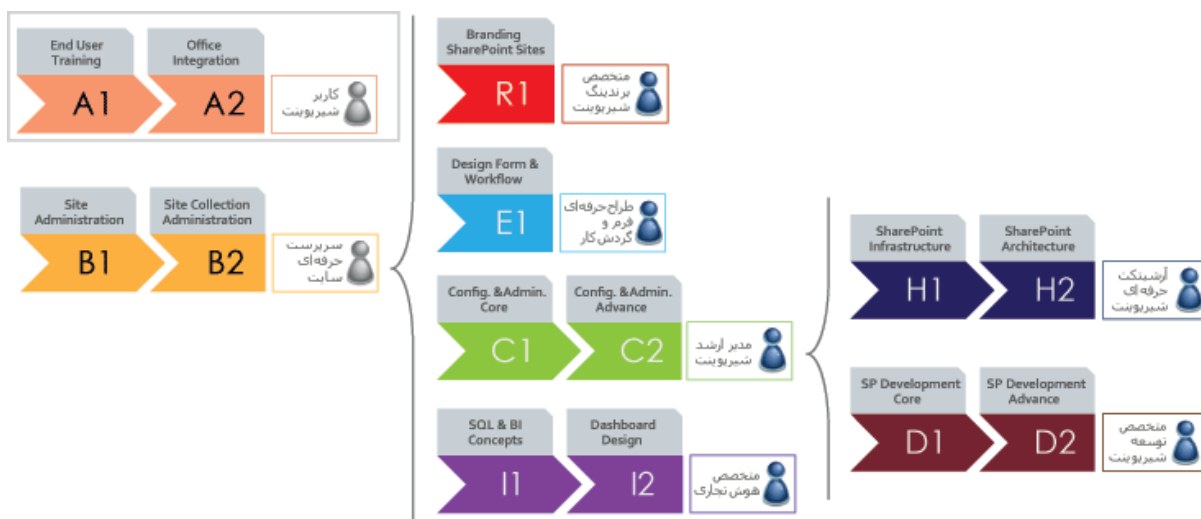 End User
Training
A1
Office
Integration
A2
کاربر
شیرپوینت
Site
Administration
B1
Site Collection
Administration
B2
سرپرست
حرفه‌ای
سایت
Branding
SharePoint Sites
R1
متخصص
برندینگ
شیرپوینت
Design Form &
Workflow
E1
طراح حرفه‌ای
فرم و
گردش کار
Config. &Admin.
Core
C1
Config. &Admin.
Advance
C2
مدیر ارشد
شیرپوینت
SQL & BI
Concepts
I1
Dashboard
Design
I2
متخصص
هوش تجاری
SharePoint
Infrastructure
H1
SharePoint
Architecture
H2
آرشیتکت
حرفه ای
شیرپوینت
SP Development
Core
D1
SP Development
Advance
D2
متخصص
توسعه
شیرپوینت